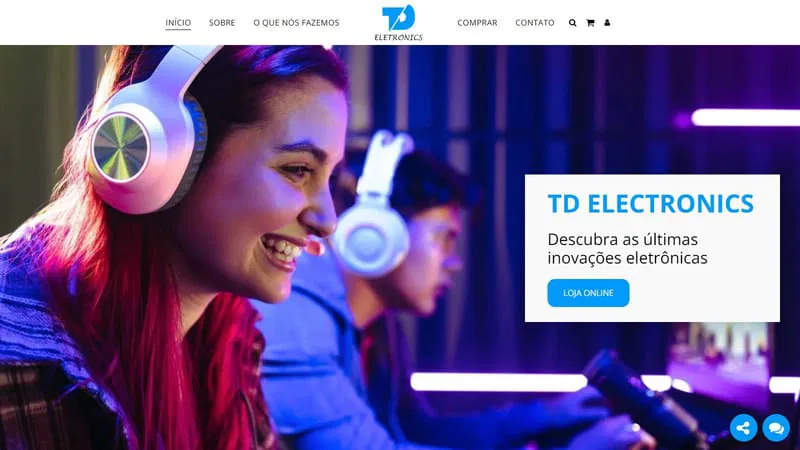 INÍCIO
SOBRE
O QUE NÓS FAZEMOS
TD
ELETRONICS
COMPRAR
CONTATO
TD ELECTRONICS
Descubra as últimas
inovações eletrônicas
LOJA ONLINE